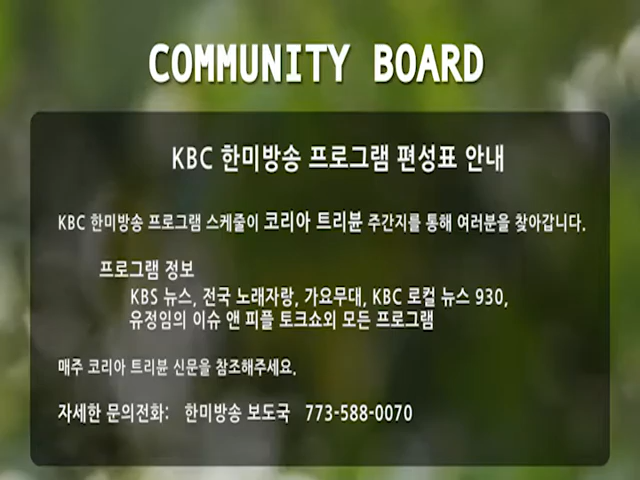 COMMUNITY BOARD
KBC 한미방송 프로그램 편성표 안내
KBC 한미방송 프로그램 스케줄이 코리아 트리뷴 주간지를 통해 여러분을 찾아갑니다.
프로그램 정보
KBS 뉴스, 전국 노래자랑, 가요무대, KBC 로컬 뉴스 930,
유정임의 이슈 앤 피플 토크쇼외 모든 프로그램
매주 코리아 트리뷴 신문을 참조해주세요.
자세한 문의전화: 한미방송 보도국 773-588-0070